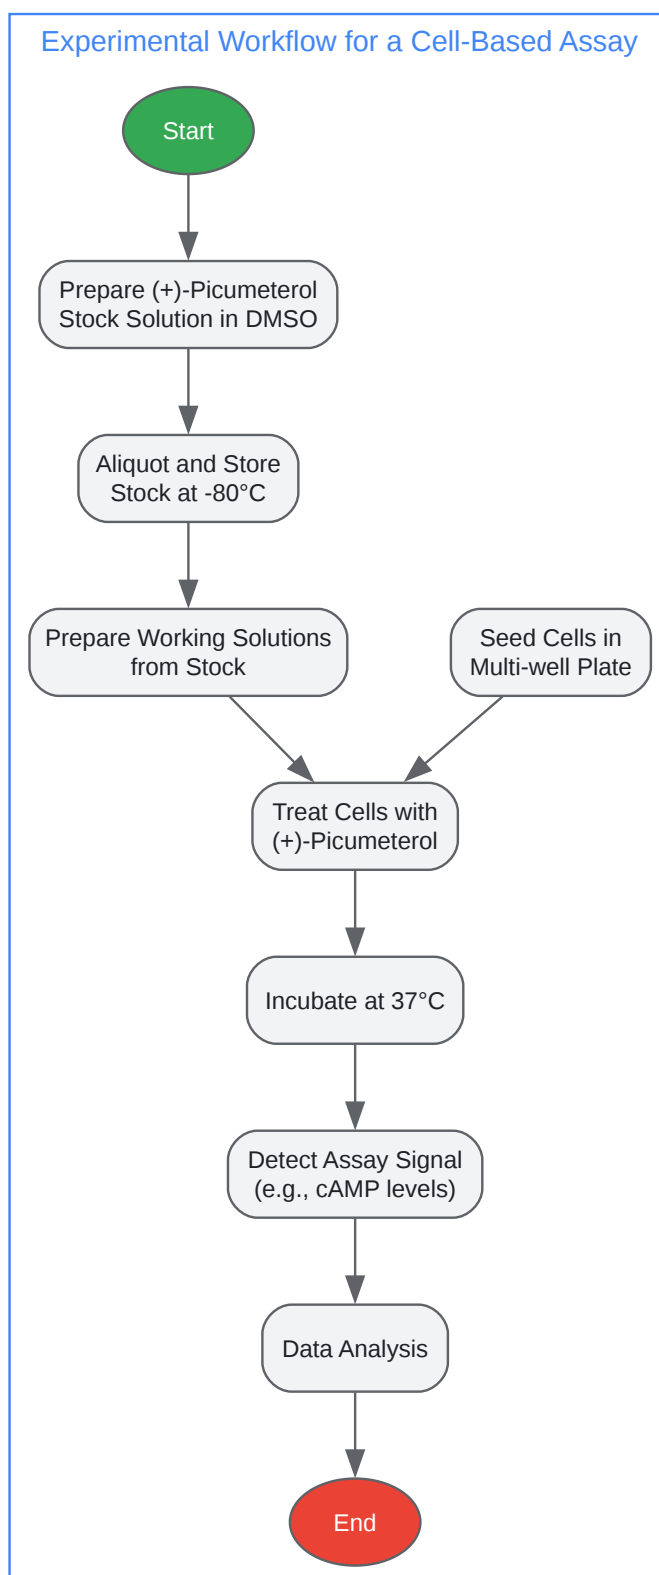 Experimental Workflow for a Cell-Based Assay
Start
Prepare (+)-Picumeterol
Stock Solution in DMSO
Aliquot and Store
Stock at -80°C
Prepare Working Solutions
from Stock
Seed Cells in
Multi-well Plate
Treat Cells with
(+)-Picumeterol
Incubate at 37°C
Detect Assay Signal
(e.g., cAMP levels)
Data Analysis
End